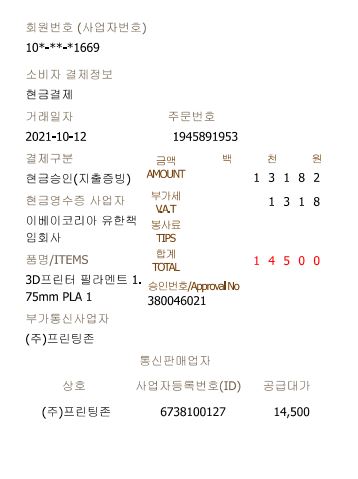 회원번호 (사업자번호)
10*-**-*1669
소비자 결제정보
현금결제
거래일자 주문번호
2021-10-12 1945891953
결제구분 금액 백 천 원
현금승인(지출증빙) AMOUNT 1 3 1 8 2
현금영수증 사업자 부가세 1 3 1 8
V.A.T
이베이코리아 유한책 봉사료
임회사 TIPS
품명/ITEMS 합계 1 4 5 0 0
TOTAL
3D프린터 필라멘트 1. 승인번호/Approval No
75mm PLA 1 380046021
부가통신사업자
(주)프린팅존
통신판매업자
상호 사업자등록번호(ID) 공급대가
(주)프린팅존 6738100127 14,500